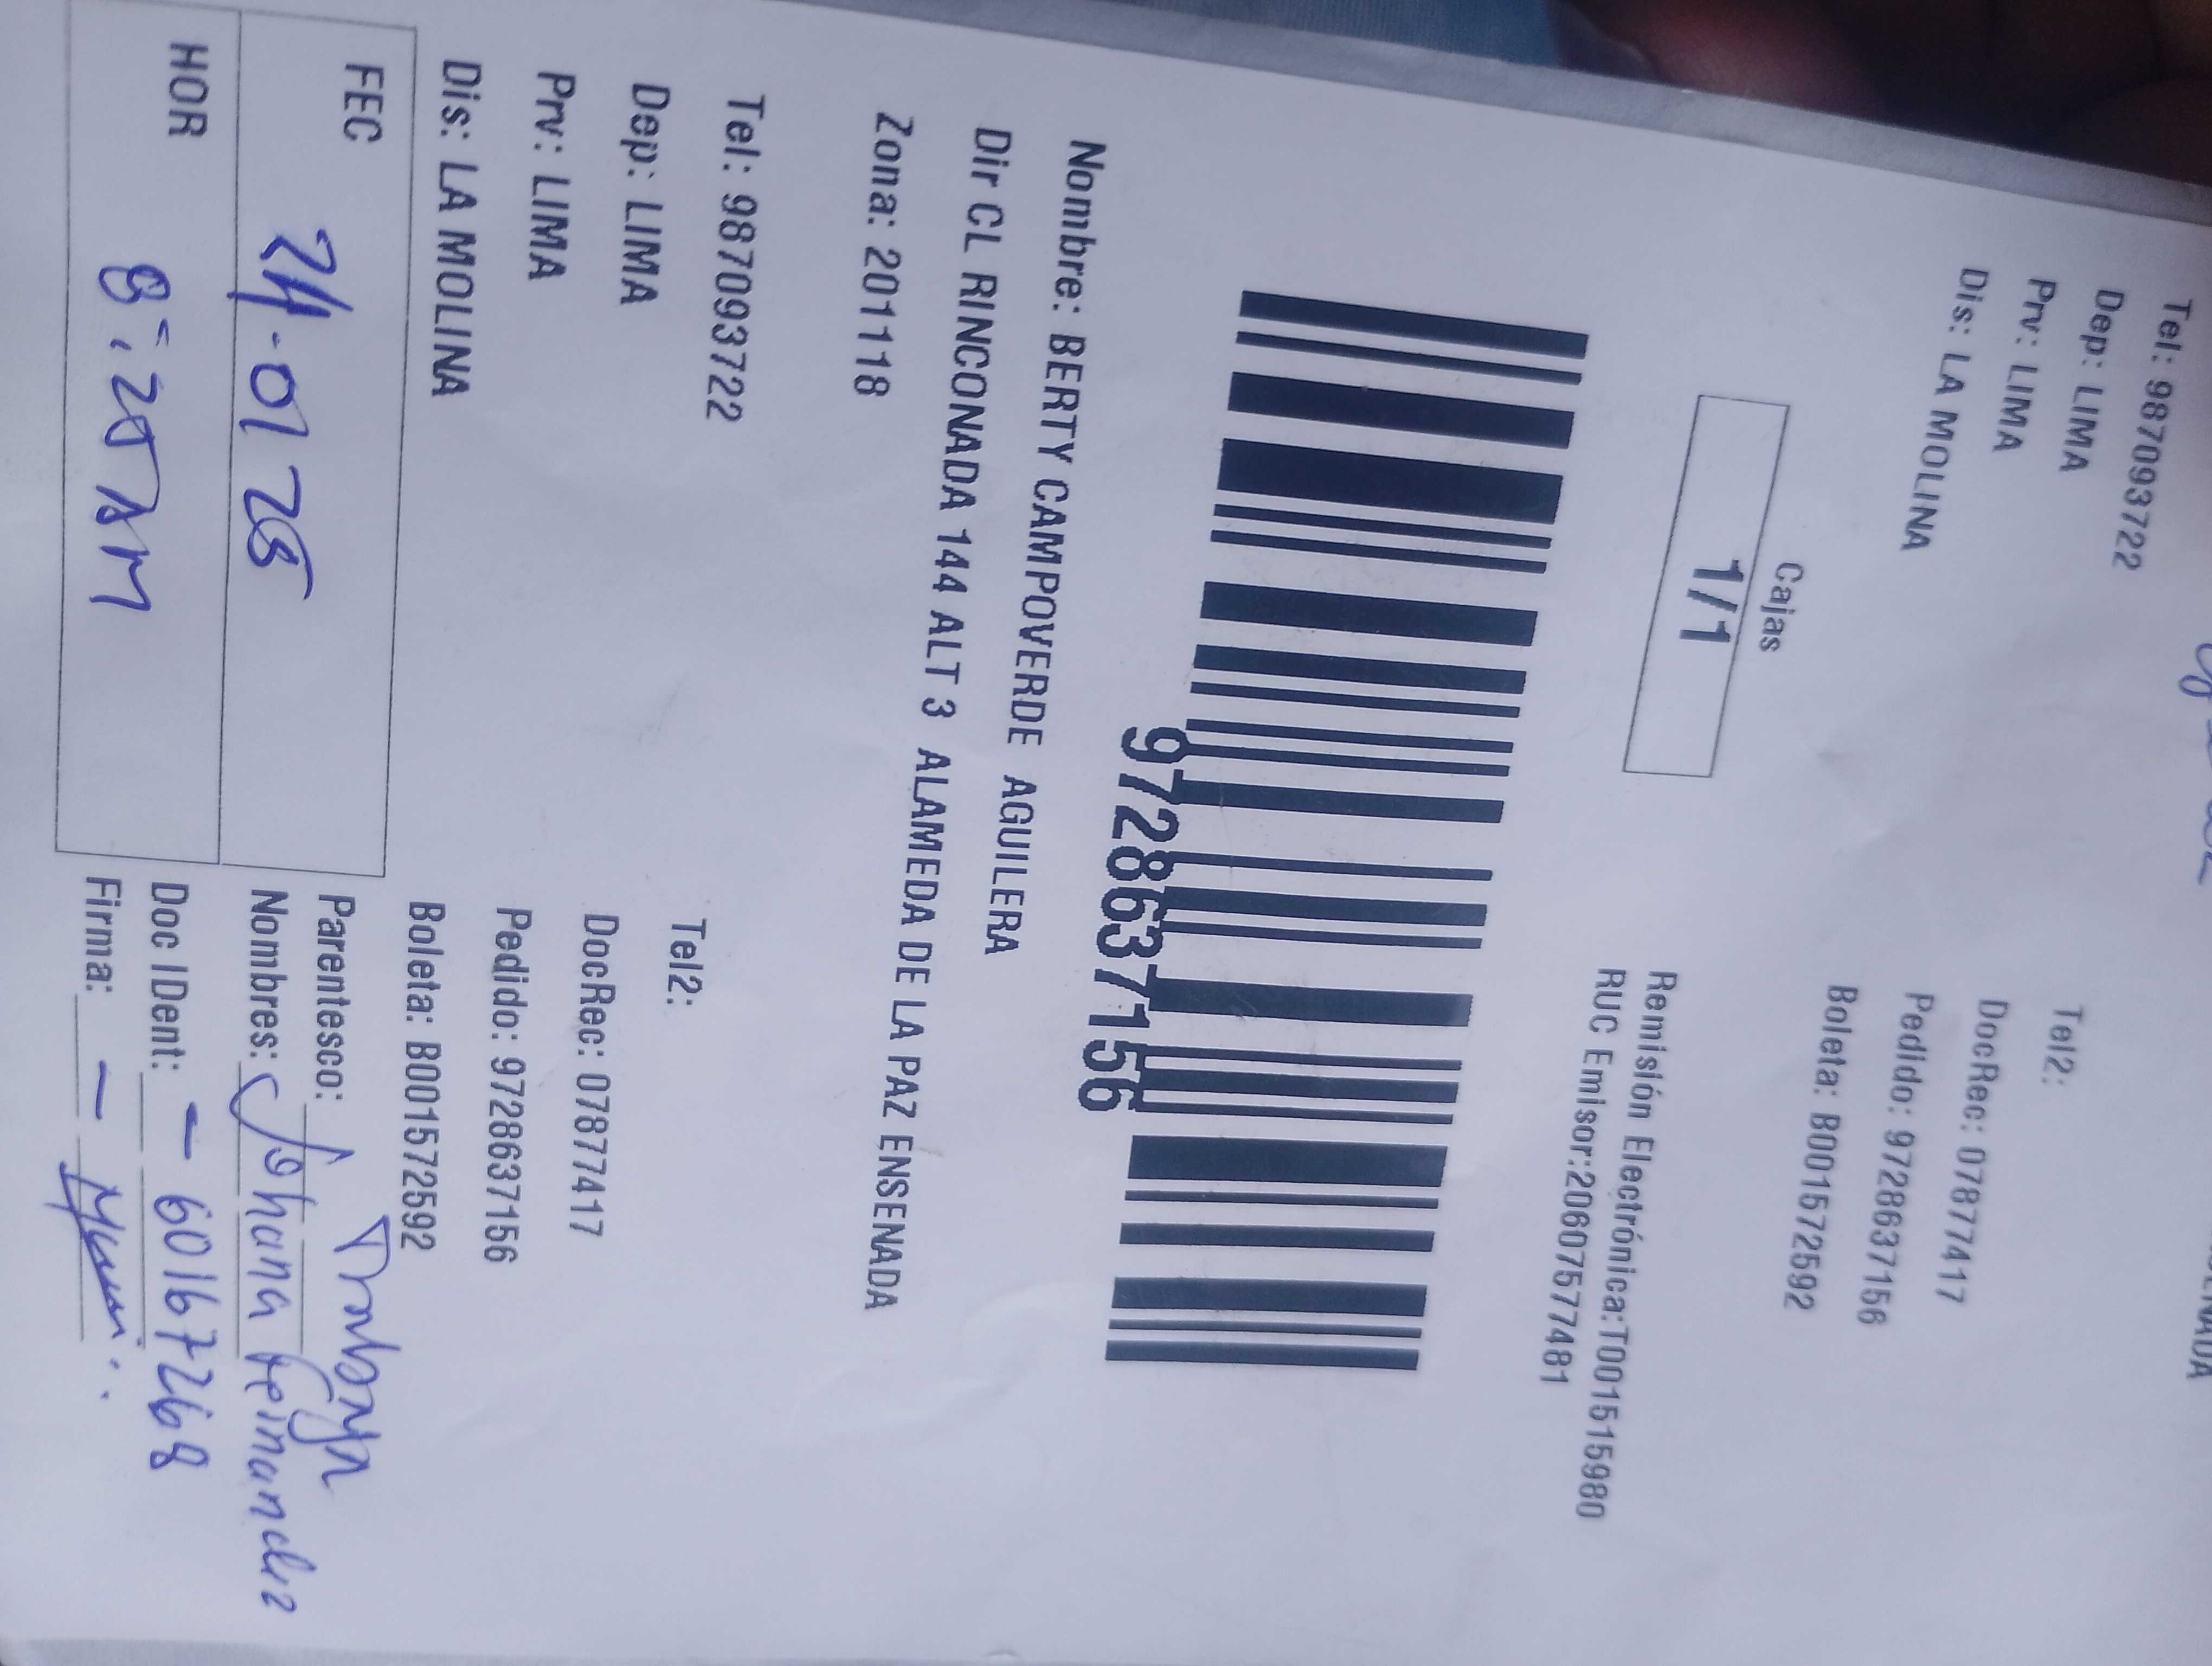 Tel: 987093722
Tel2:
Dep: LIMA
DocRec: 07877417
Prv: LIMA
Pedido: 9728637156
Dis: LA MOLINA
Boleta: B001572592
Cajas
1/1
Remisión Electrónica:T001515980
RUC Emisor:20607577481
9728637156
Nombre: BERTY CAMPOVERDE AGUILERA
Dir CL RINCONADA 144 ALT 3 ALAMEDA DE LA PAZ ENSENADA
Zona: 201118
Tel: 987093722
Tel2:
Dep: LIMA
DocRec: 07877417
Prv: LIMA
Pedido: 9728637156
Dis: LA MOLINA
Boleta: B001572592
FEC 24-01 25
Parentesco:
Nombres: Johana
HOR 8:25 AM
Doc IDent: - 60167268
Firma: